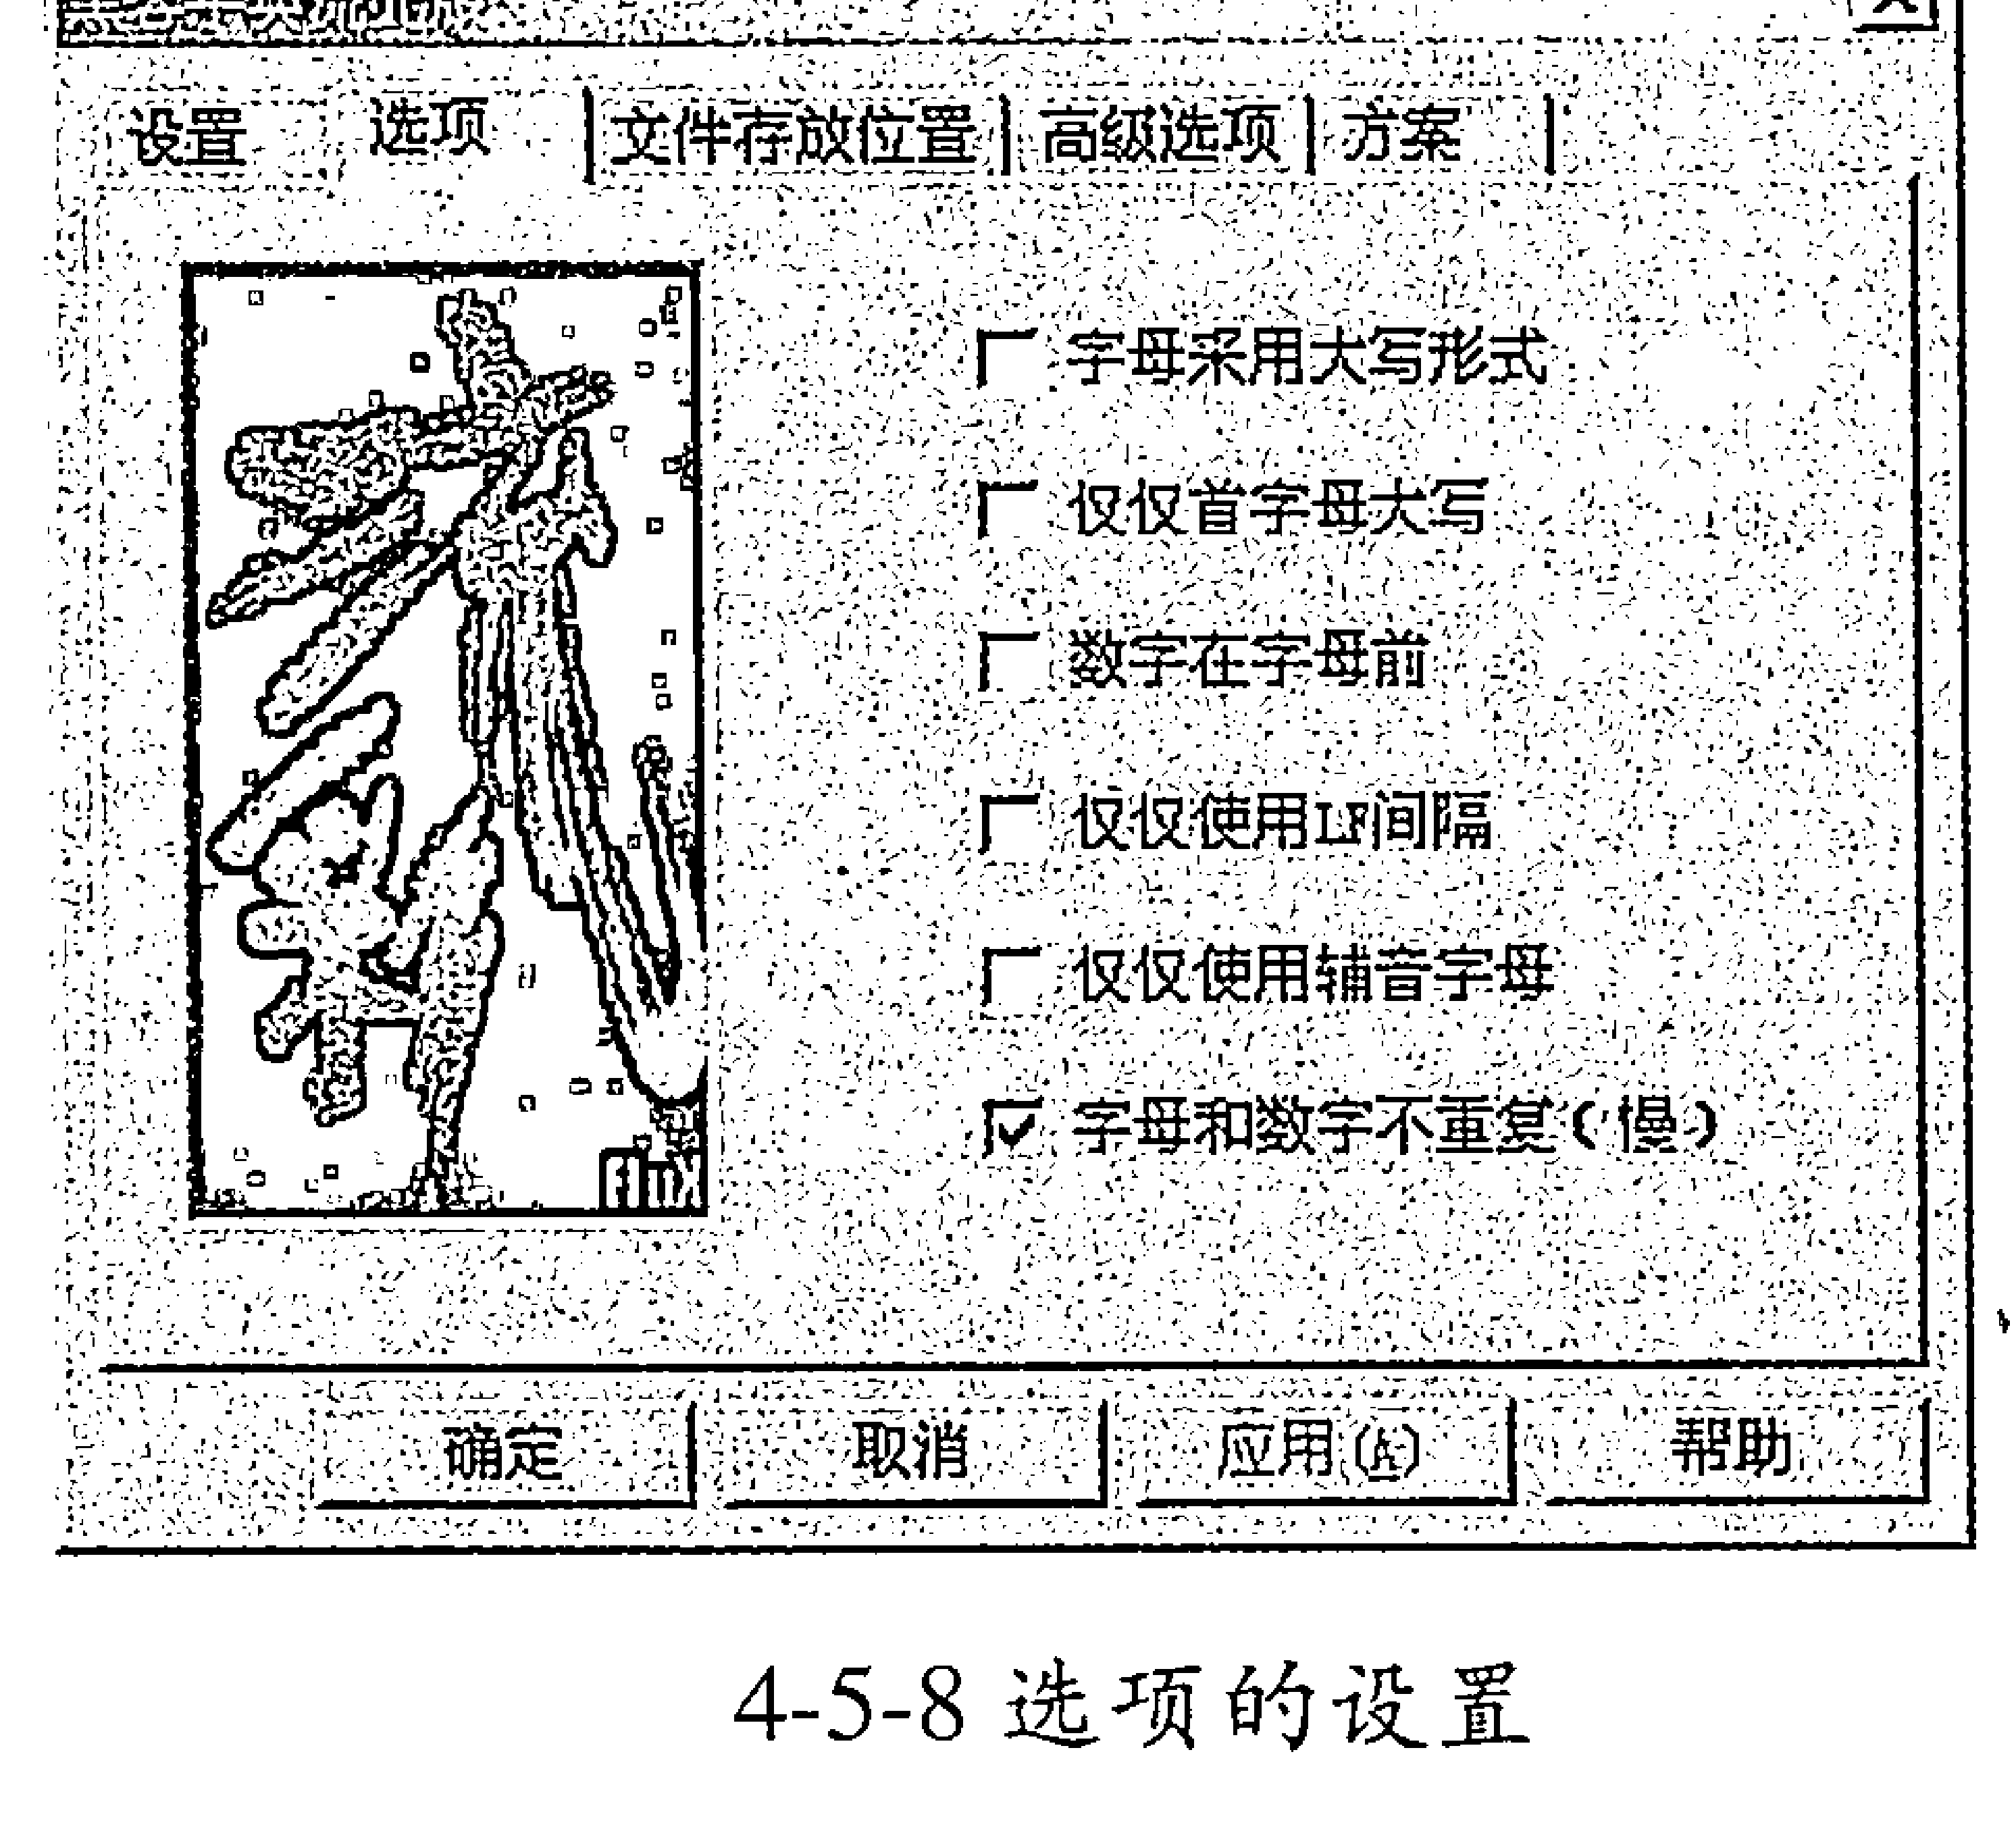 设置 选项 文件存放位置 高级选项 方案
字母采用大写形式
仅仅首字母大写
数字在字母前
仅仅使用LF间隔
仅仅使用辅音字母
字母和数字不重复(慢)
确定 取消 应用(A) 帮助
4-5-8 选项的设置